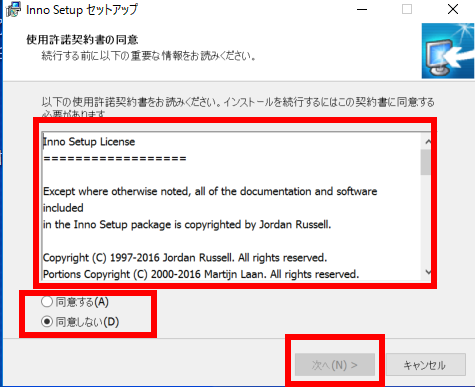 Inno Setup セットアップ
使用許諾契約書の同意
続行する前に以下の重要な情報をお読みください。
以下の使用許諾契約書をお読みください。インストールを続行するにはこの契約書に同意する
必要があります。
Inno Setup License
==================
Except where otherwise noted, all of the documentation and software
included
in the Inno Setup package is copyrighted by Jordan Russell.
Copyright (C) 1997-2016 Jordan Russell. All rights reserved.
Portions Copyright (C) 2000-2016 Martijn Laan. All rights reserved.
同意する(A)
同意しない(D)
次へ(N) >
キャンセル